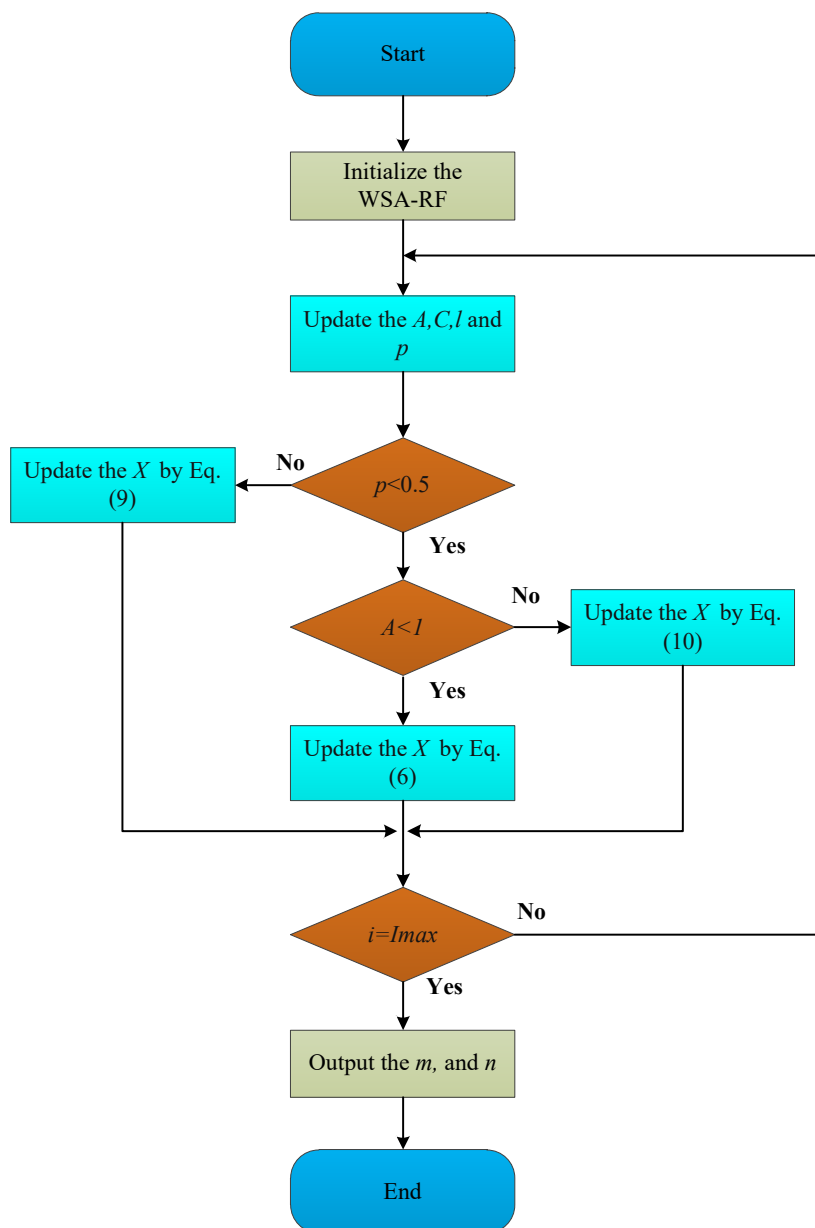 Start
Initialize the
WSA-RF
Update the A,C,l and
p
No
Update the X by Eq.
(9)
p<0.5
Yes
No
Update the X by Eq.
(10)
A<1
Yes
Update the X by Eq.
(6)
No
i=Imax
Yes
Output the m, and n
End